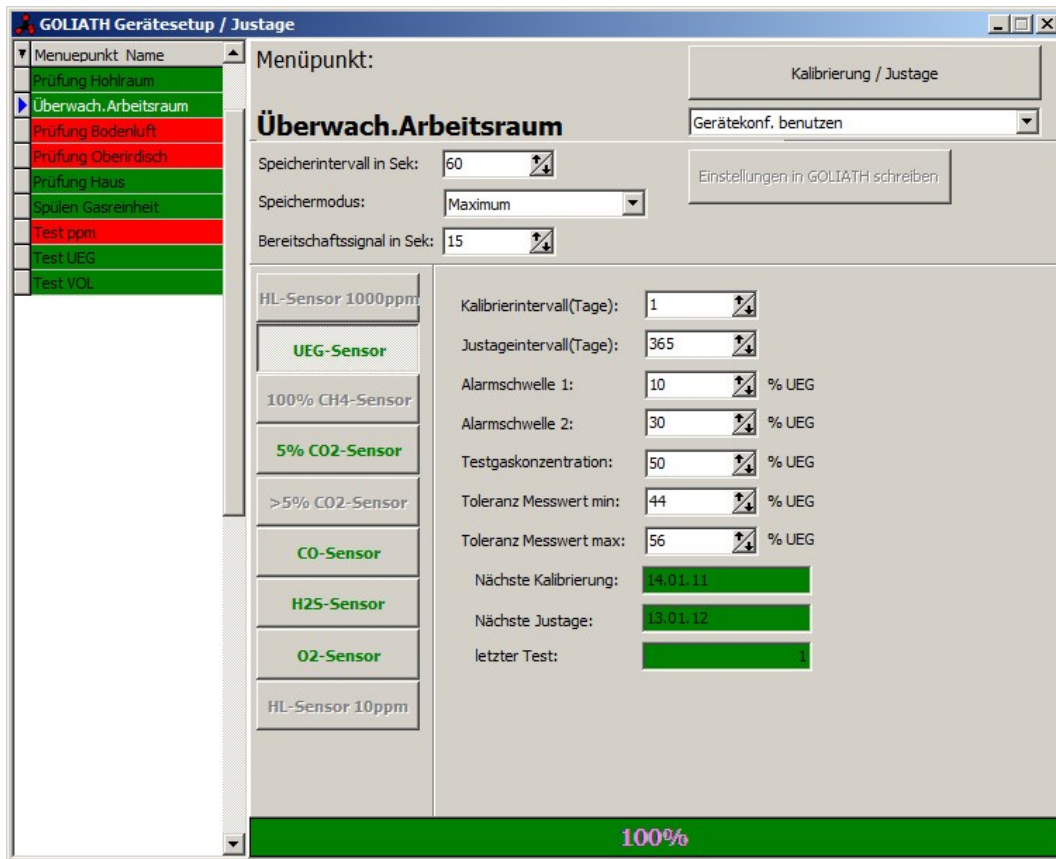 GOLIATH Gerätesetup / Justage
Menuepunkt Name
Prüfung Hohlraum
Überwach.Arbeitsraum
Prüfung Bodenluft
Prüfung Oberirdisch
Prüfung Haus
Spülen Gasreinheit
Test ppm
Test UEG
Test VOL
Menüpunkt:
Kalibrierung / Justage
Überwach.Arbeitsraum
Gerätekonf. benutzen
Speicherintervall in Sek: 60
Einstellungen in GOLIATH schreiben
Speichermodus: Maximum
Bereitschaftssignal in Sek: 15
HL-Sensor 1000ppm
UEG-Sensor
100% CH4-Sensor
5% CO2-Sensor
>5% CO2-Sensor
CO-Sensor
H2S-Sensor
O2-Sensor
HL-Sensor 10ppm
Kalibrierintervall(Tage): 1
Justageintervall(Tage): 365
Alarmschwelle 1: 10 % UEG
Alarmschwelle 2: 30 % UEG
Testgaskonzentration: 50 % UEG
Toleranz Messwert min: 44 % UEG
Toleranz Messwert max: 56 % UEG
Nächste Kalibrierung: 14.01.11
Nächste Justage: 13.01.12
letzter Test: 1
100%